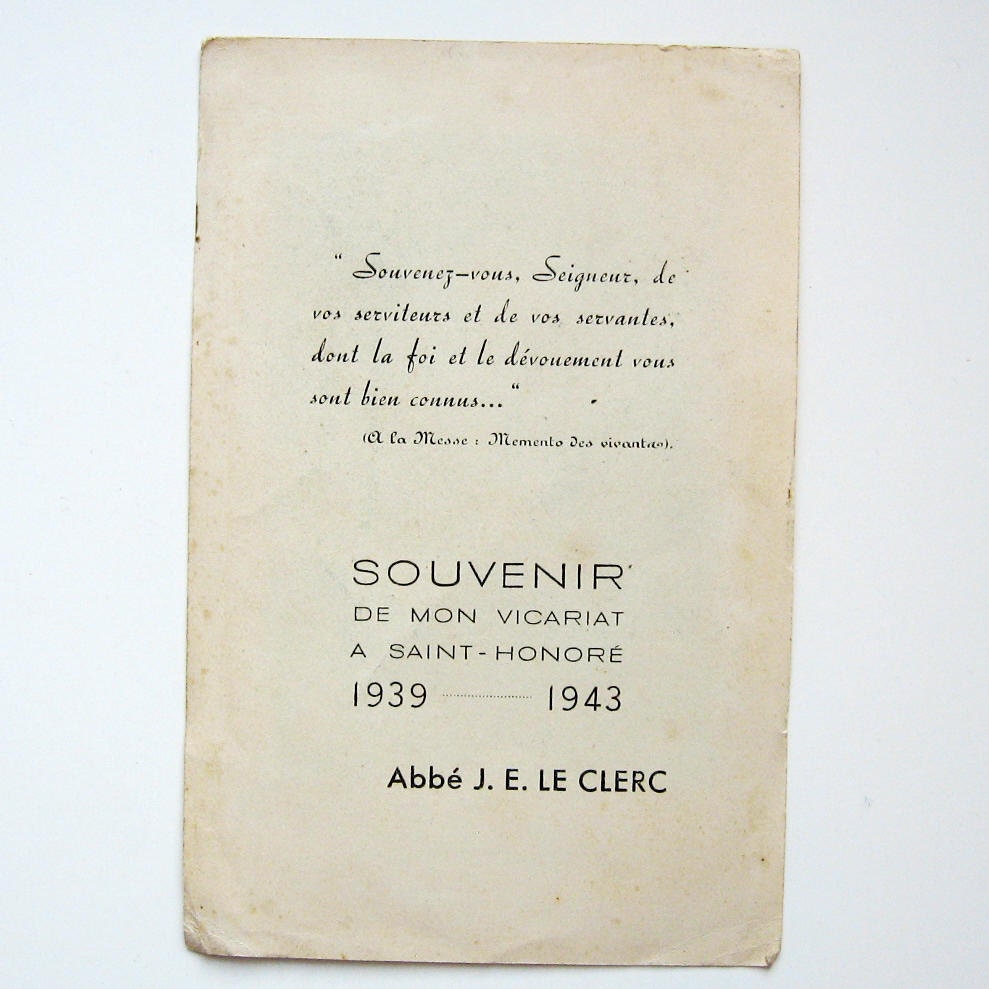 “ Souvenez-vous, Seigneur, de
vos serviteurs et de vos servantes,
dont la foi et le dévouement vous
sont bien connus... “
(A la Messe : Memento des vivants).
SOUVENIR
DE MON VICARIAT
A SAINT-HONORÉ
1939 ........................ 1943
Abbé J. E. LE CLERC